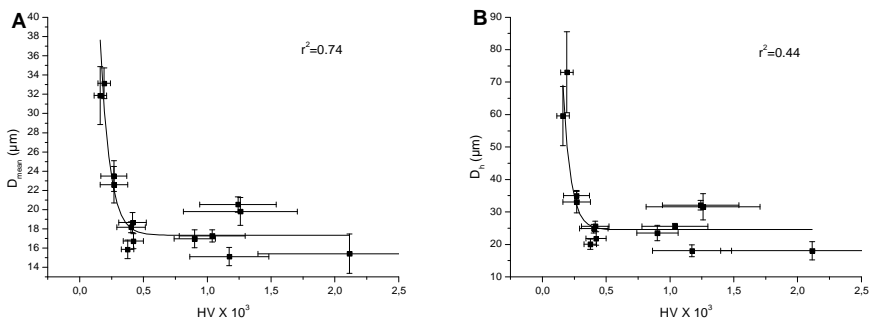 A
r²=0.74
D_mean (μm)
40
38
36
34
32
30
28
26
24
22
20
18
16
14
0,0 0,5 1,0 1,5 2,0 2,5
HV X 10³
B
r²=0.44
D_h (μm)
90
80
70
60
50
40
30
20
10
0,0 0,5 1,0 1,5 2,0 2,5
HV X 10³